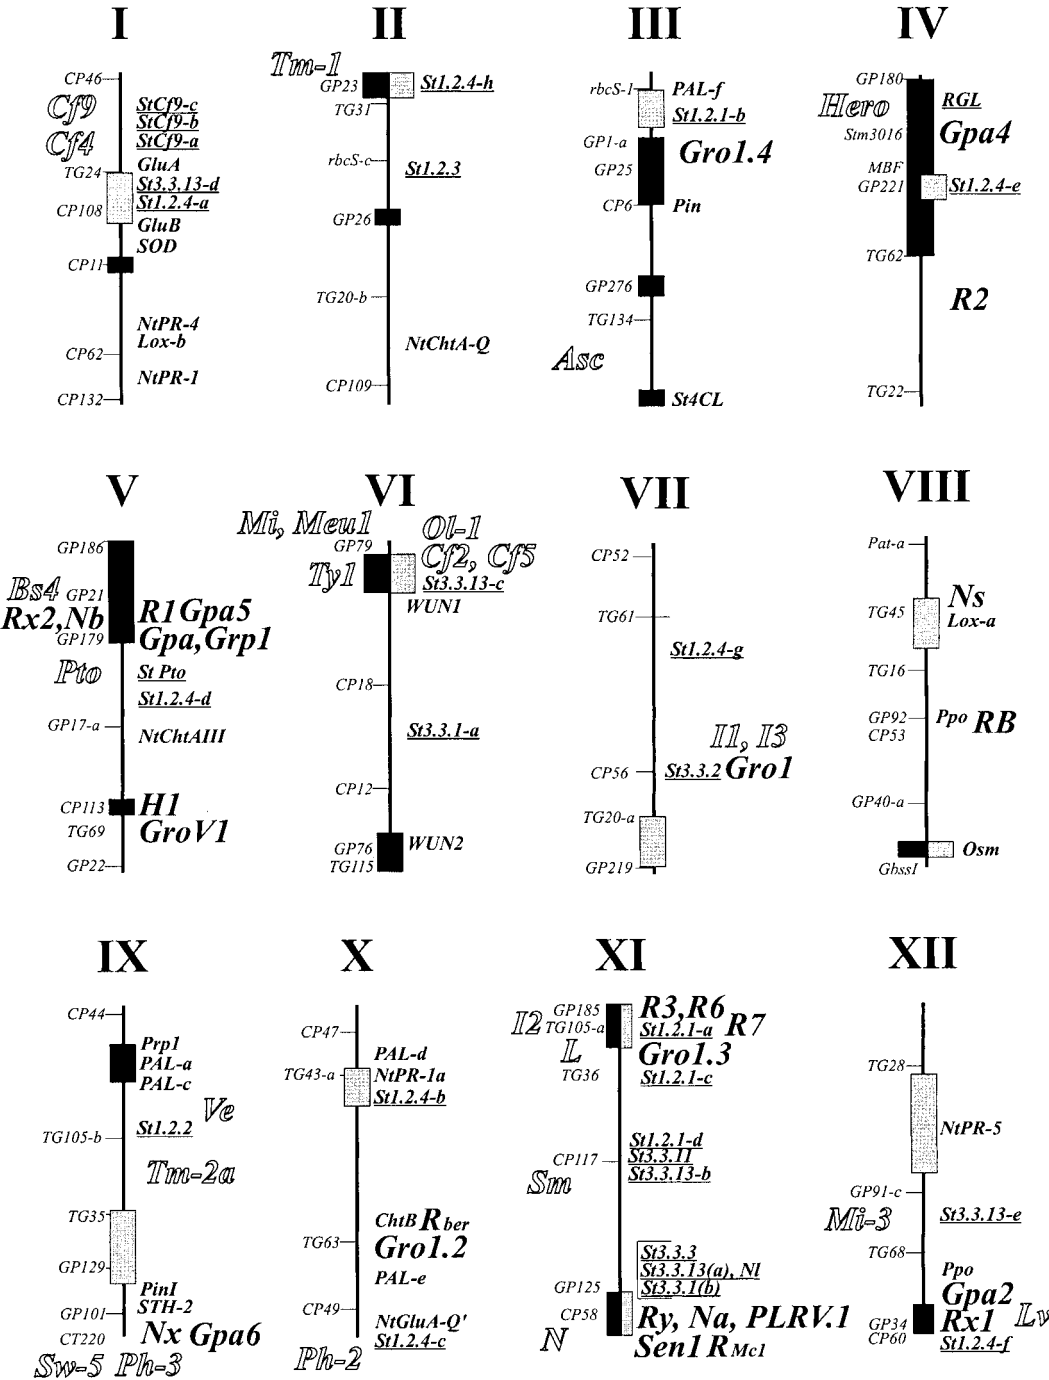 I
CP46
Cf9
StCf9-c
StCf9-b
Cf4
StCf9-a
GluA
TG24
St3.3.13-d
St1.2.4-a
CP108
GluB
SOD
CP11
NtPR-4
Lox-b
CP62
NtPR-1
CP132
II
Tm-1
GP23
St1.2.4-h
TG31
rbcS-c
St1.2.3
GP26
TG20-b
NtChtA-Q
CP109
III
rbcS-1
PAL-f
St1.2.1-b
GP1-a
Gro1.4
GP25
CP6
Pin
GP276
TG134
Asc
St4CL
IV
GP180
Hero
RGL
Stm3016
Gpa4
MBF
GP221
St1.2.4-e
TG62
R2
TG22
V
GP186
Bs4
GP21
Rx2,Nb
R1 Gpa5
GP179
Gpa,Grp1
Pto
St Pto
St1.2.4-d
GP17-a
NtChtAIII
CP113
H1
TG69
GroV1
GP22
VI
Mi, Meu1
Ol-1
GP79
Cf2, Cf5
Ty1
St3.3.13-c
WUN1
CP18
St3.3.1-a
CP12
GP76
WUN2
TG115
VII
CP52
TG61
St1.2.4-g
I1, I3
CP56
St3.3.2 Gro1
TG20-a
GP219
VIII
Pat-a
Ns
TG45
Lox-a
TG16
GP92
Ppo RB
CP53
GP40-a
Osm
GbssI
IX
CP44
Prp1
PAL-a
PAL-c
Ve
St1.2.2
TG105-b
Tm-2a
TG35
GP129
PinI
STH-2
GP101
Nx Gpa6
CT220
Sw-5 Ph-3
X
CP47
PAL-d
TG43-a
NtPR-1a
St1.2.4-b
ChtB Rber
TG63
Gro1.2
PAL-e
CP49
NtGluA-Q'
St1.2.4-c
Ph-2
XI
GP185
R3,R6
I2
TG105-a
St1.2.1-a R7
L
Gro1.3
TG36
St1.2.1-c
St1.2.1-d
CP117
St3.3.11
Sm
St3.3.13-b
St3.3.3
St3.3.13(a), Nl
GP125
St3.3.1(b)
CP58
Ry, Na, PLRV.1
N
Sen1 RMc1
XII
TG28
NtPR-5
GP91-c
Mi-3
St3.3.13-e
TG68
Ppo
Gpa2
GP34
Rx1
Lv
CP60
St1.2.4-f